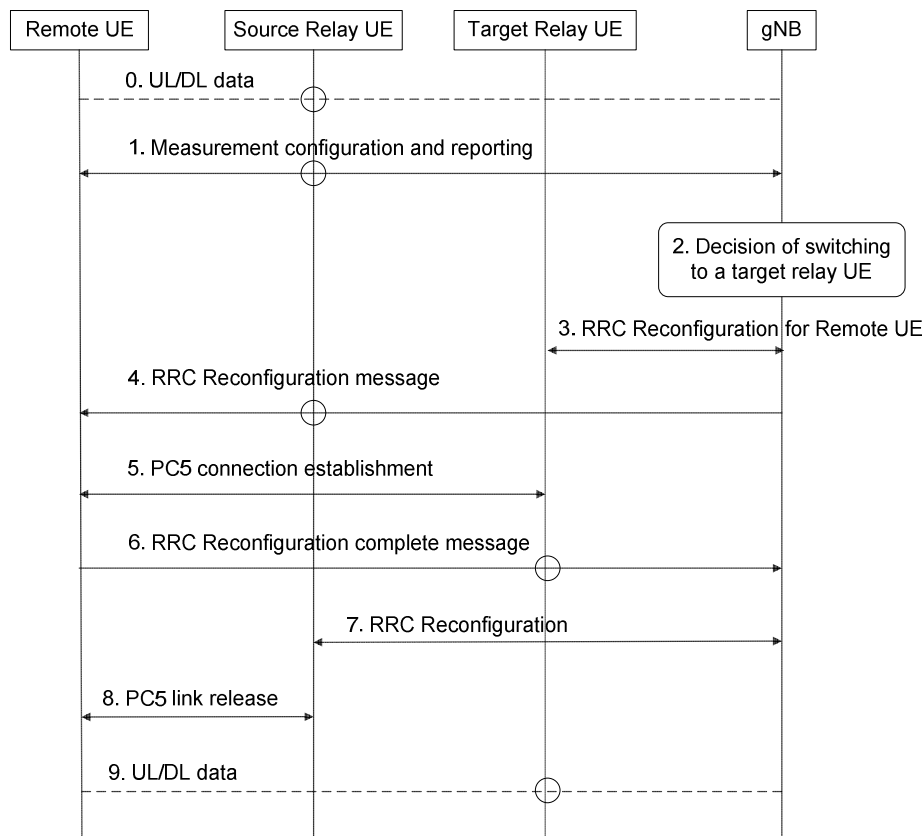 Remote UE
Source Relay UE
Target Relay UE
gNB
0. UL/DL data
1. Measurement configuration and reporting
2. Decision of switching
to a target relay UE
3. RRC Reconfiguration for Remote UE
4. RRC Reconfiguration message
5. PC5 connection establishment
6. RRC Reconfiguration complete message
7. RRC Reconfiguration
8. PC5 link release
9. UL/DL data